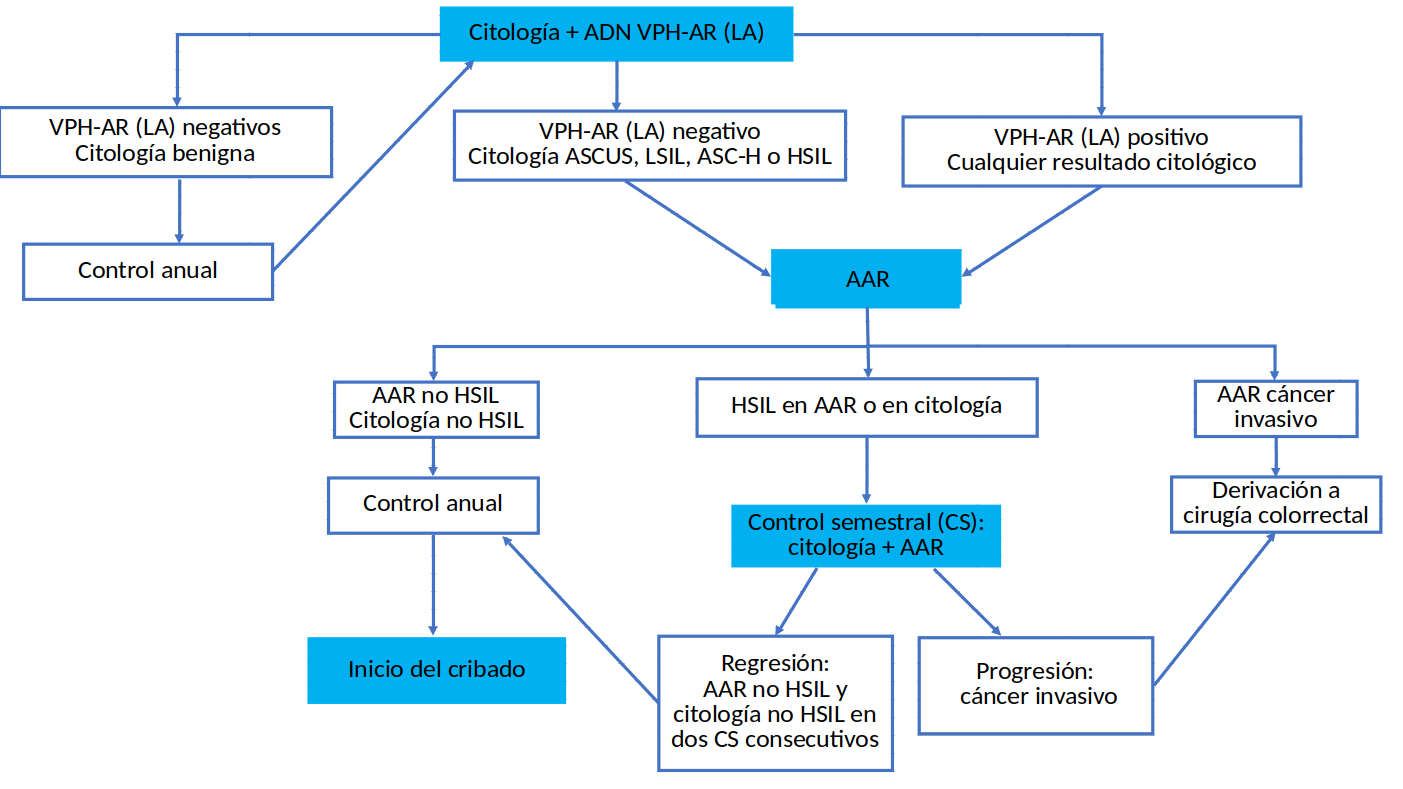 Citología + ADN VPH-AR (LA)
VPH-AR (LA) negativos
Citología benigna
VPH-AR (LA) negativo
Citología ASCUS, LSIL, ASC-H o HSIL
VPH-AR (LA) positivo
Cualquier resultado citológico
Control anual
AAR
AAR no HSIL
Citología no HSIL
HSIL en AAR o en citología
AAR cáncer
invasivo
Control anual
Control semestral (CS):
citología + AAR
Derivación a
cirugía colorrectal
Inicio del cribado
Regresión:
AAR no HSIL y
citología no HSIL en
dos CS consecutivos
Progresión:
cáncer invasivo